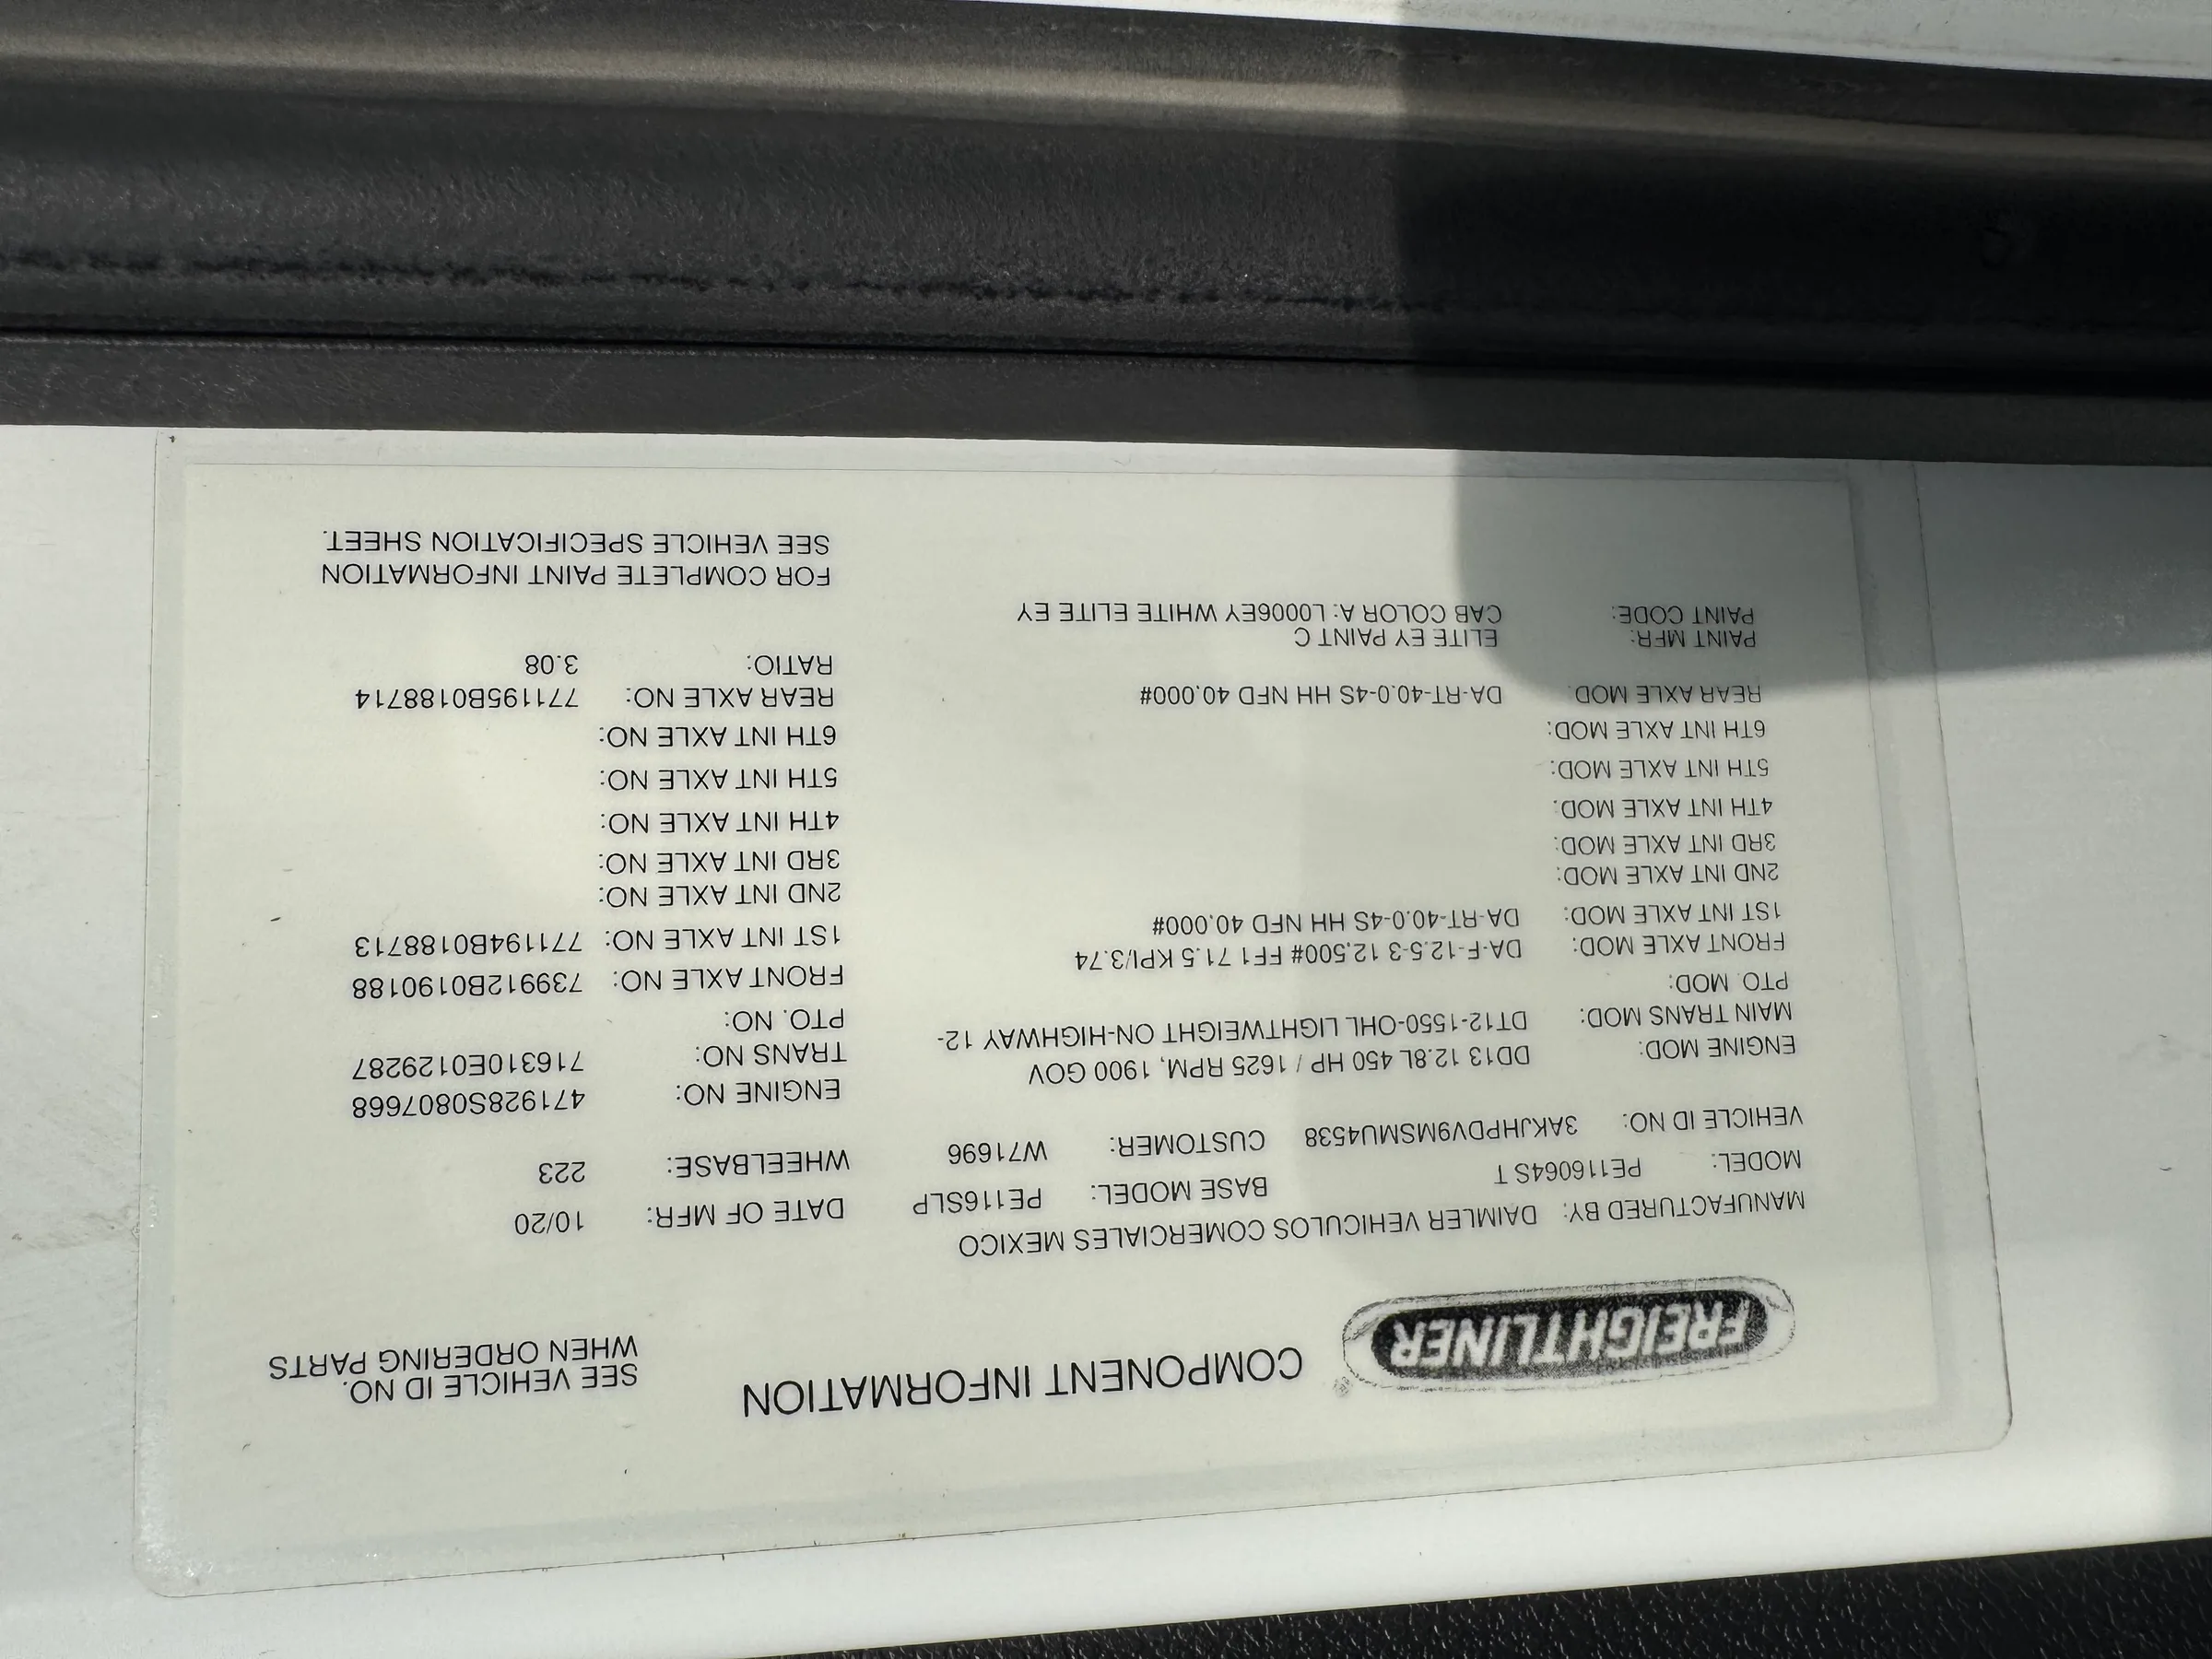 FREIGHTLINER®
COMPONENT INFORMATION
SEE VEHICLE ID NO.
WHEN ORDERING PARTS
MANUFACTURED BY: DAIMLER VEHICULOS COMERCIALES MEXICO
DATE OF MFR: 10/20
MODEL: PE116064S T BASE MODEL: PE116SLP WHEELBASE: 223
VEHICLE ID NO: 3AKJHPDV9MSMU4538 CUSTOMER: W71696
ENGINE MOD: DD13 12.8L 450 HP / 1625 RPM, 1900 GOV ENGINE NO: 471928S0807668
MAIN TRANS MOD: DT12-1550-OHL LIGHTWEIGHT ON-HIGHWAY 12- TRANS NO: 716310E0129287
PTO. MOD: PTO. NO:
FRONT AXLE MOD: DA-F-12.5-3 12,500# FF1 71.5 KPI/3.74 FRONT AXLE NO: 739912B0190188
1ST INT AXLE MOD: DA-RT-40.0-4S HH NFD 40,000# 1ST INT AXLE NO: 771194B0188713
2ND INT AXLE MOD: 2ND INT AXLE NO:
3RD INT AXLE MOD: 3RD INT AXLE NO:
4TH INT AXLE MOD: 4TH INT AXLE NO:
5TH INT AXLE MOD: 5TH INT AXLE NO:
6TH INT AXLE MOD: 6TH INT AXLE NO:
REAR AXLE MOD: DA-RT-40.0-4S HH NFD 40,000# REAR AXLE NO: 771195B0188714
RATIO: 3.08
PAINT MFR: ELITE EY PAINT C
PAINT CODE: CAB COLOR A: L0006EY WHITE ELITE EY
FOR COMPLETE PAINT INFORMATION
SEE VEHICLE SPECIFICATION SHEET.